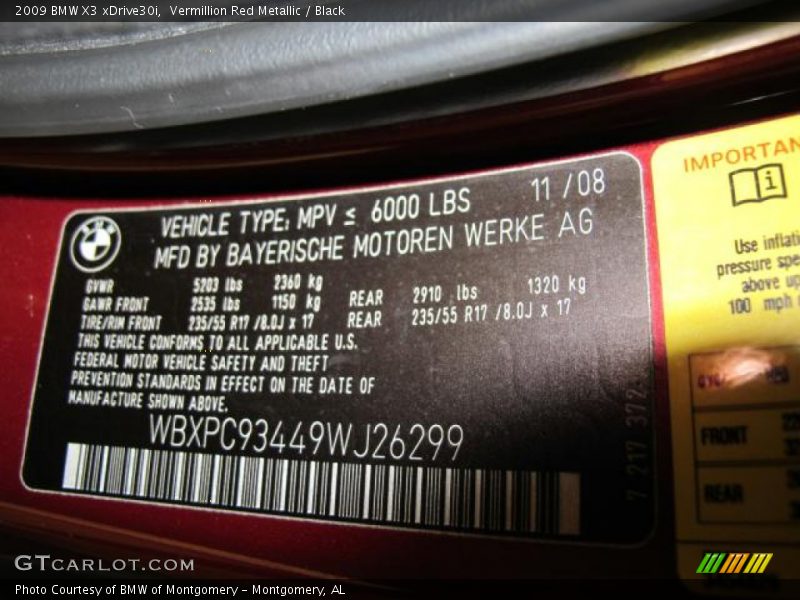 2009 BMW X3 xDrive30i, Vermillion Red Metallic / Black
BMW
VEHICLE TYPE: MPV ≤ 6000 LBS 11 /08
MFD BY BAYERISCHE MOTOREN WERKE AG
GVWR 5203 lbs 2360 kg
GAWR FRONT 2535 lbs 1150 kg REAR 2910 lbs 1320 kg
TIRE/RIM FRONT 235/55 R17 /8.0J x 17 REAR 235/55 R17 /8.0J x 17
THIS VEHICLE CONFORMS TO ALL APPLICABLE U.S.
FEDERAL MOTOR VEHICLE SAFETY AND THEFT
PREVENTION STANDARDS IN EFFECT ON THE DATE OF
MANUFACTURE SHOWN ABOVE.
WBXPC93449WJ26299
7 217 379
IMPORTAN
i
Use inflati
pressure spe
above up
100 mph
FRONT
REAR
GTCARLOT.COM
Photo Courtesy of BMW of Montgomery - Montgomery, AL